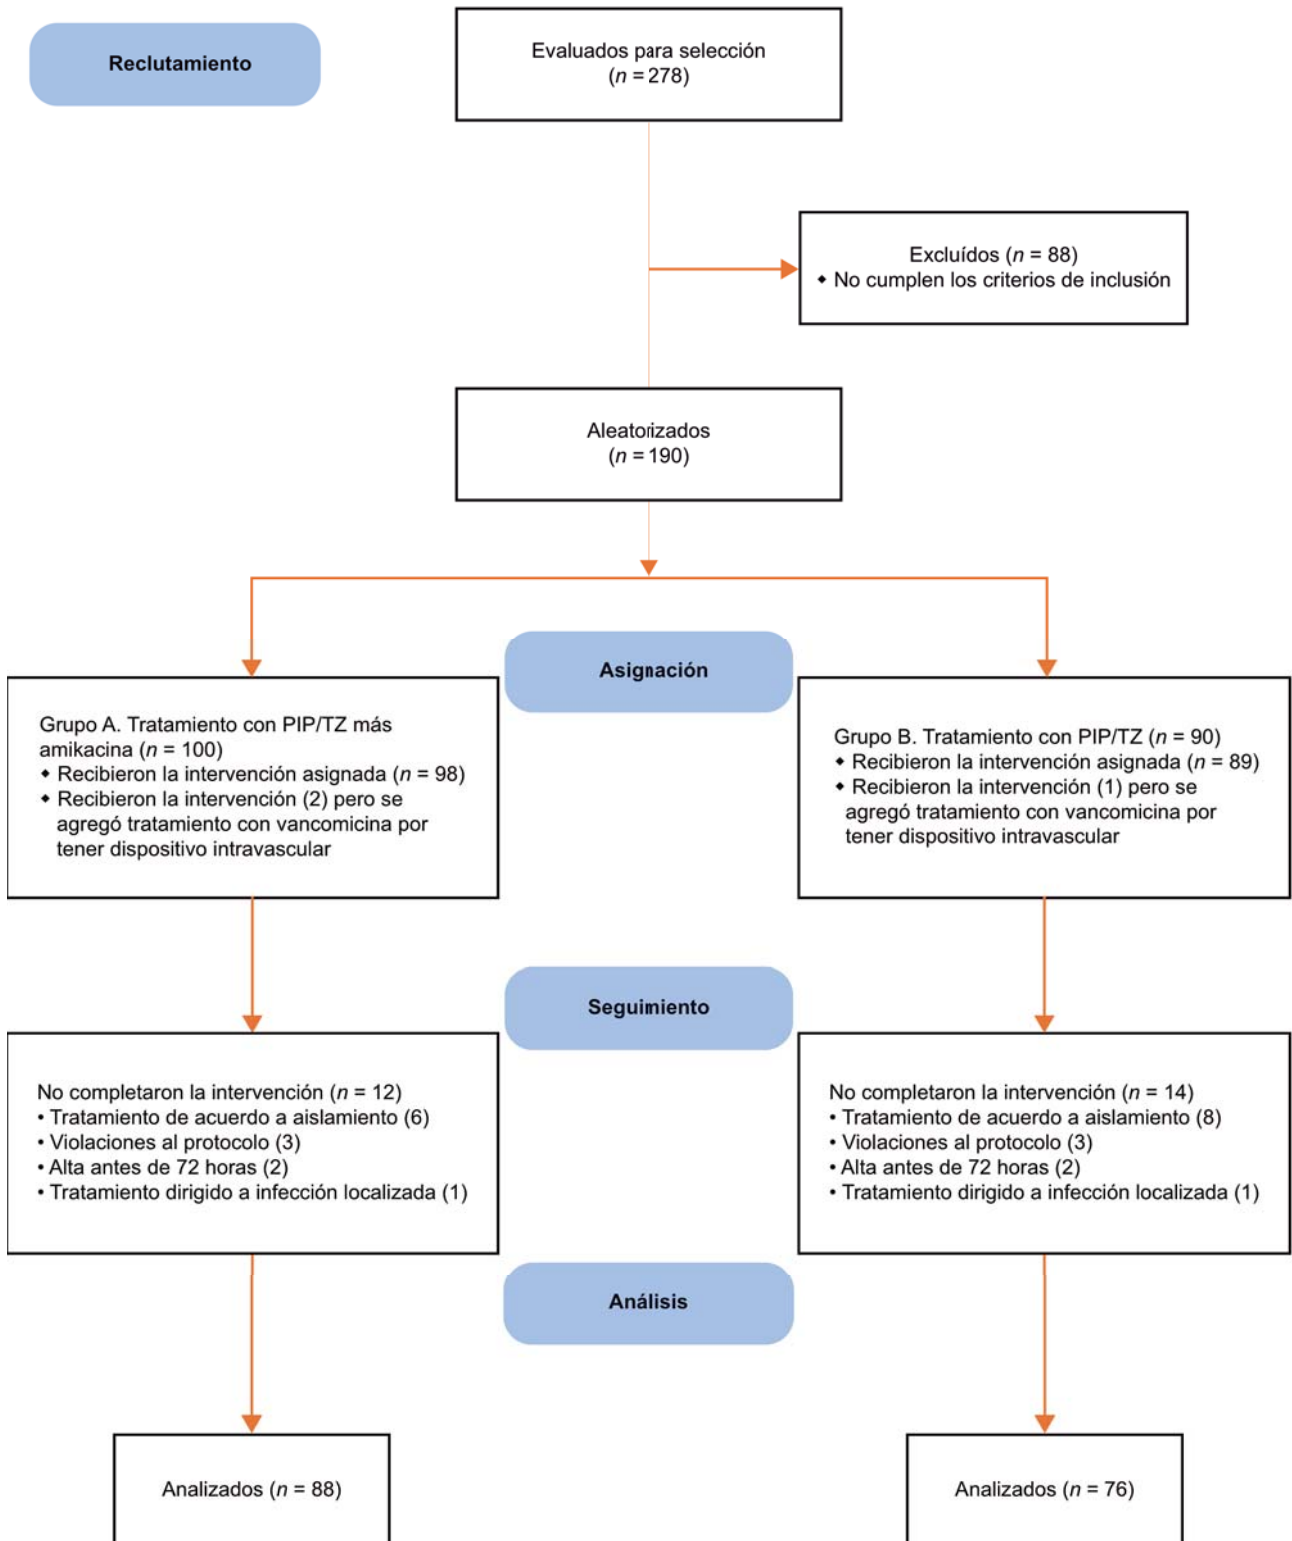 Reclutamiento
Evaluados para selección
(n = 278)
Excluídos (n = 88)
◆ No cumplen los criterios de inclusión
Aleatorizados
(n = 190)
Asignación
Grupo A. Tratamiento con PIP/TZ más
amikacina (n = 100)
◆ Recibieron la intervención asignada (n = 98)
◆ Recibieron la intervención (2) pero se
agregó tratamiento con vancomicina por
tener dispositivo intravascular
Grupo B. Tratamiento con PIP/TZ (n = 90)
◆ Recibieron la intervención asignada (n = 89)
◆ Recibieron la intervención (1) pero se
agregó tratamiento con vancomicina por
tener dispositivo intravascular
Seguimiento
No completaron la intervención (n = 12)
• Tratamiento de acuerdo a aislamiento (6)
• Violaciones al protocolo (3)
• Alta antes de 72 horas (2)
• Tratamiento dirigido a infección localizada (1)
No completaron la intervención (n = 14)
• Tratamiento de acuerdo a aislamiento (8)
• Violaciones al protocolo (3)
• Alta antes de 72 horas (2)
• Tratamiento dirigido a infección localizada (1)
Análisis
Analizados (n = 88)
Analizados (n = 76)